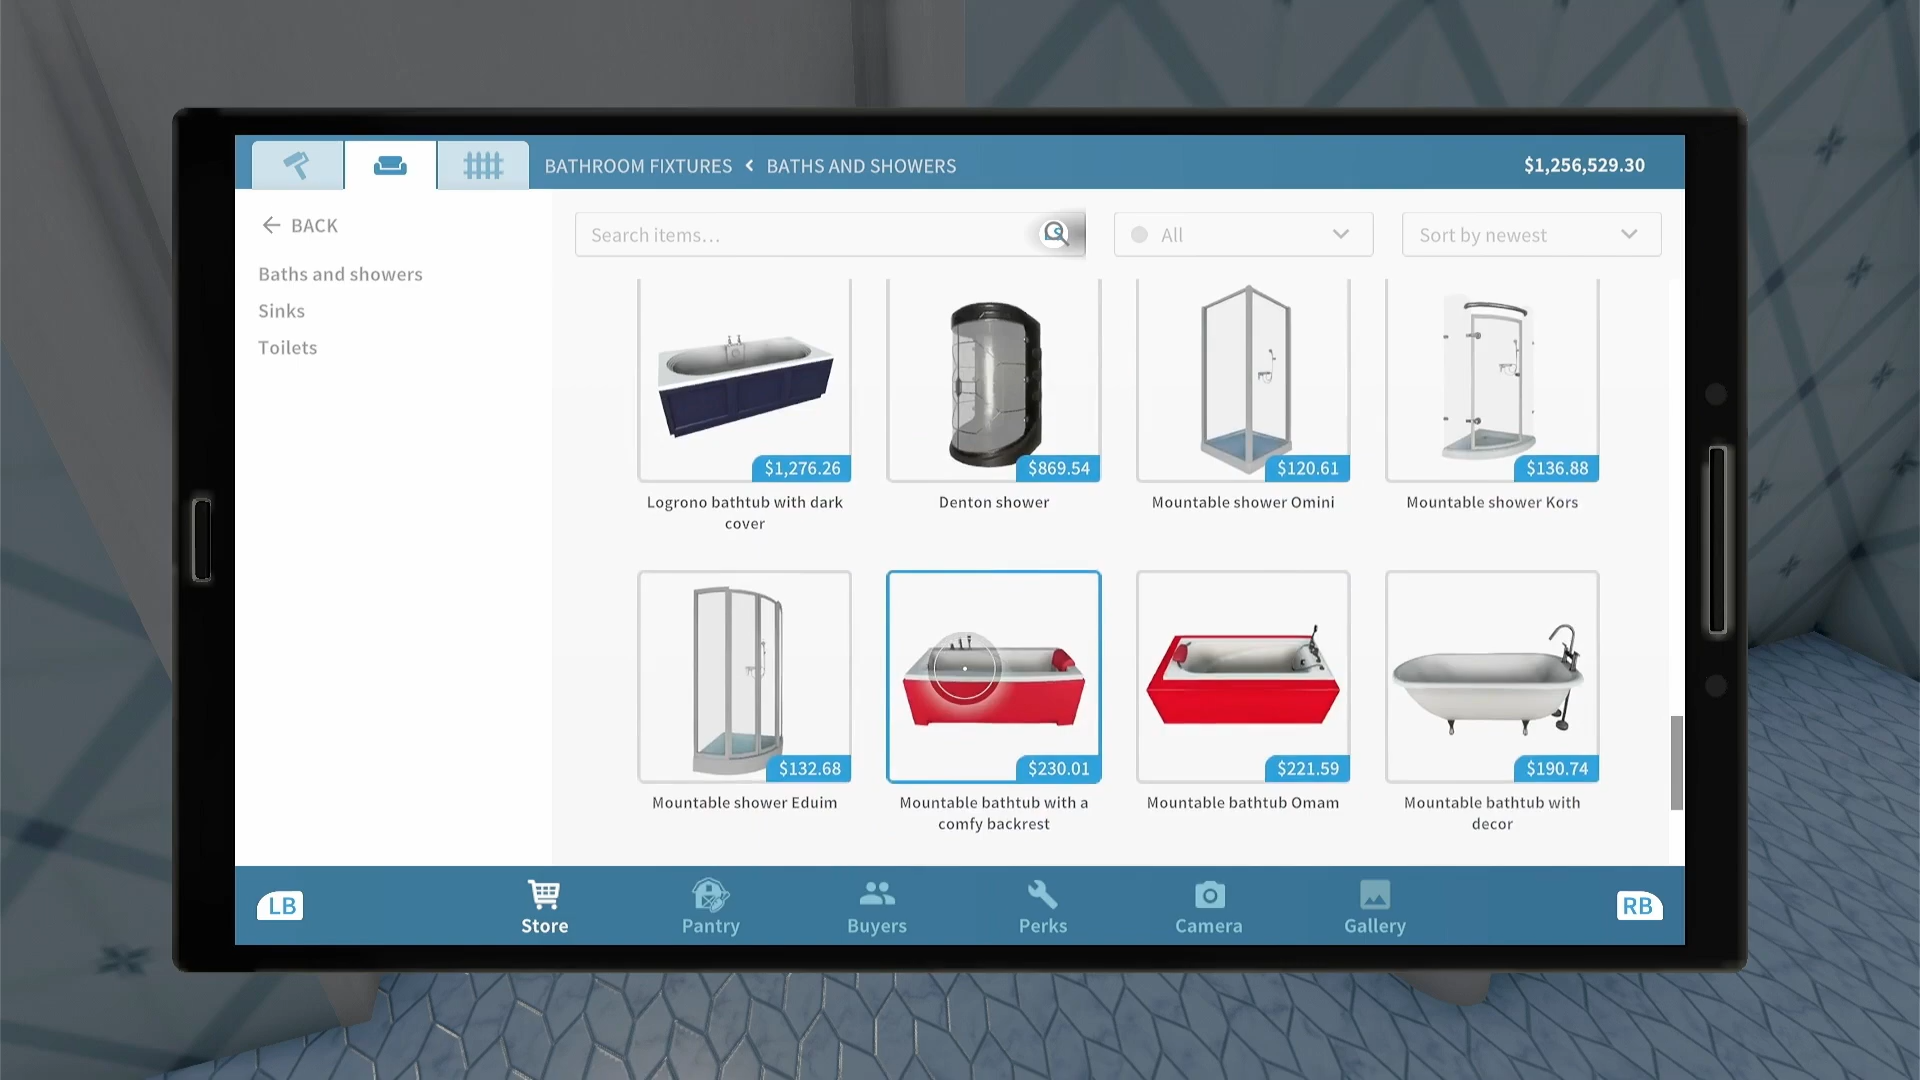 BATHROOM FIXTURES < BATHS AND SHOWERS
$1,256,529.30
BACK
Baths and showers
Sinks
Toilets
Search items...
LS
All
Sort by newest
$1,276.26
$869.54
$120.61
$136.88
Logrono bathtub with dark
cover
Denton shower
Mountable shower Omini
Mountable shower Kors
$132.68
$230.01
$221.59
$190.74
Mountable shower Eduim
Mountable bathtub with a
comfy backrest
Mountable bathtub Omam
Mountable bathtub with
decor
LB
Store
Pantry
Buyers
Perks
Camera
Gallery
RB